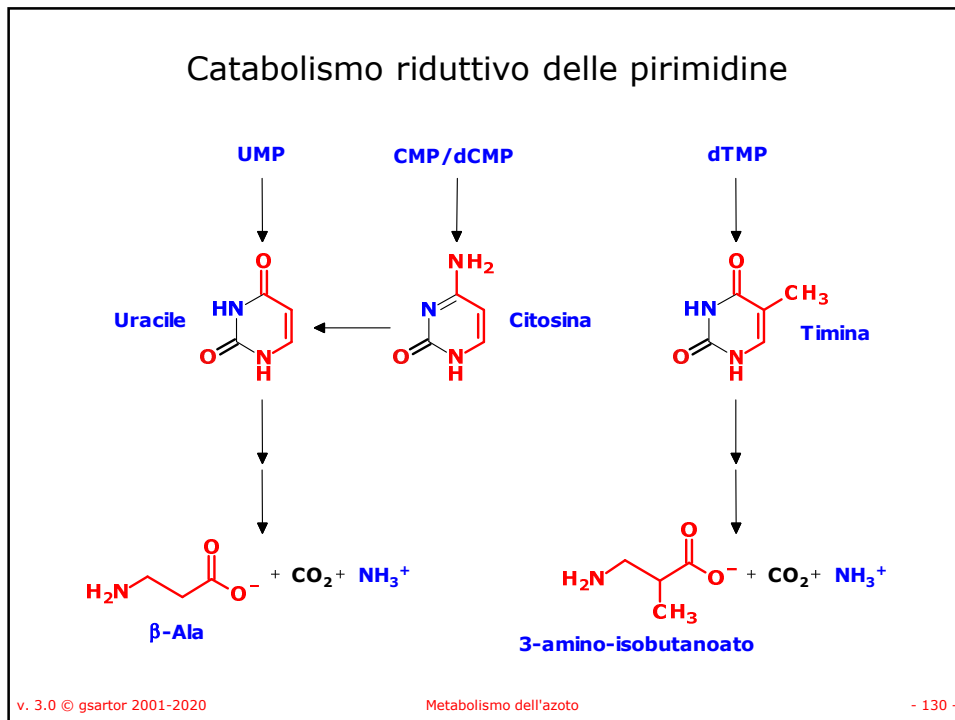 Catabolismo riduttivo delle pirimidine
UMP CMP/dCMP dTMP
O NH₂ O
HN N HN CH₃
Uracile Citosina Timina
O N O N O N
H H H
O O
H₂N O⁻ + CO₂ + NH₃⁺ H₂N O⁻ + CO₂ + NH₃⁺
CH₃
β-Ala
3-amino-isobutanoato
v. 3.0 © gsartor 2001-2020 Metabolismo dell'azoto - 130 -